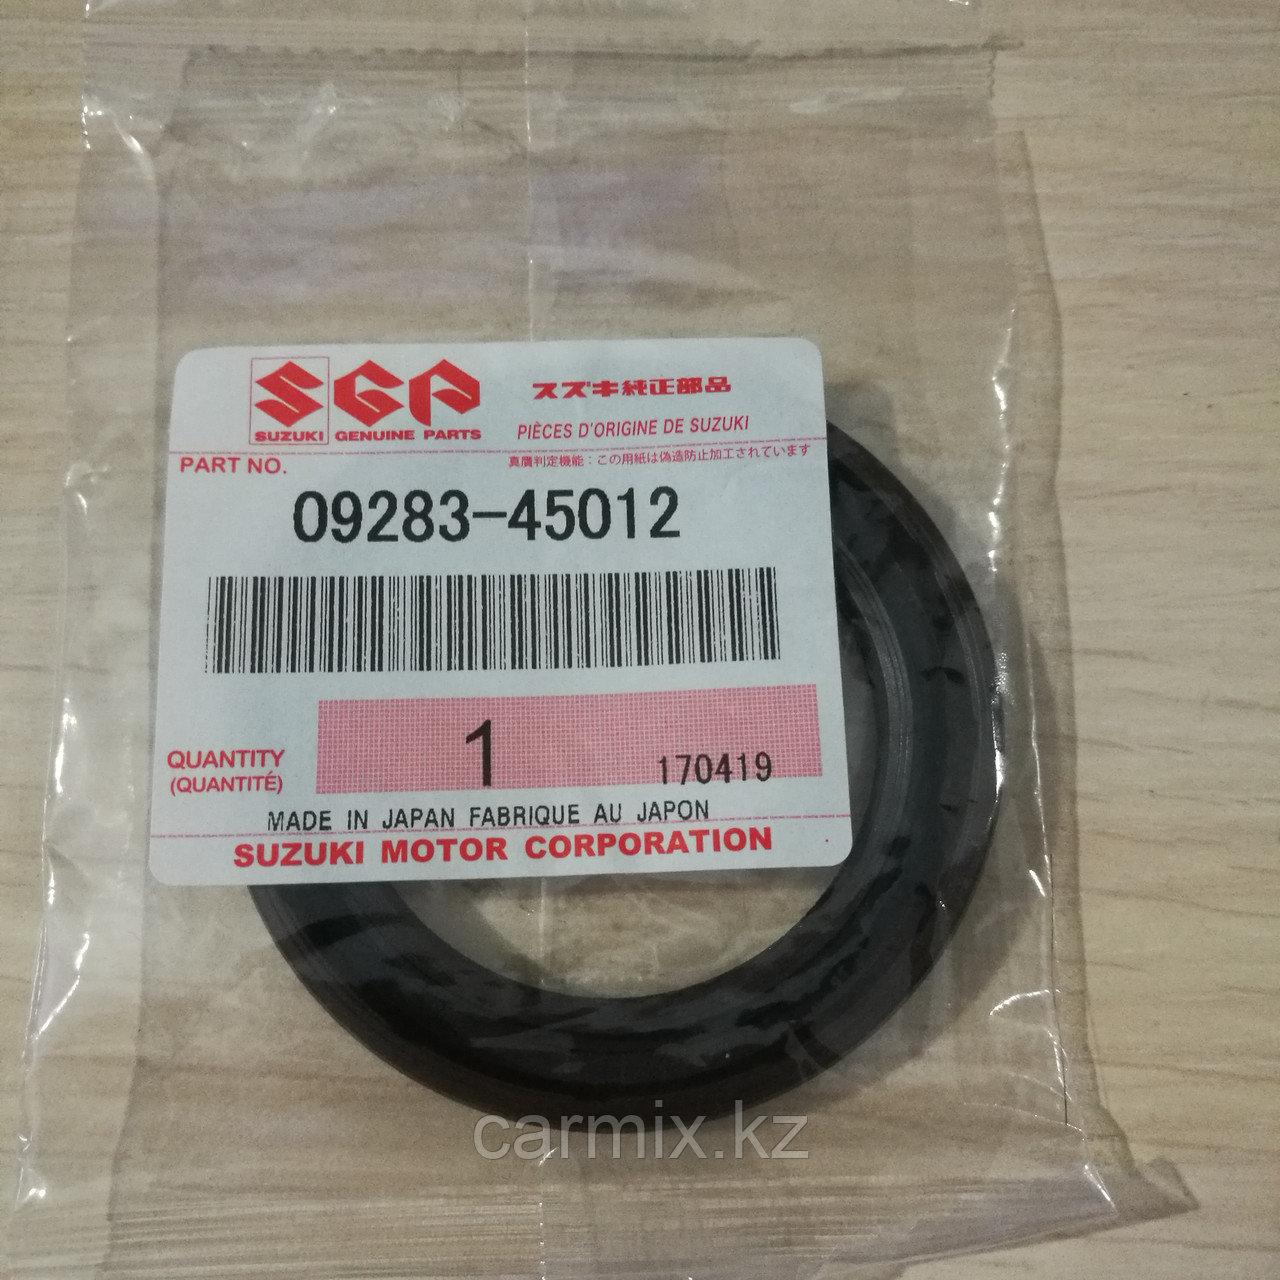 SGP
スズキ純正部品
SUZUKI GENUINE PARTS
PIÈCES D'ORIGINE DE SUZUKI
PART NO.
真贋判定機能：この用紙は偽造防止加工されています
09283-45012
QUANTITY
(QUANTITÉ)
1
170419
MADE IN JAPAN FABRIQUE AU JAPON
SUZUKI MOTOR CORPORATION
carmix.kz